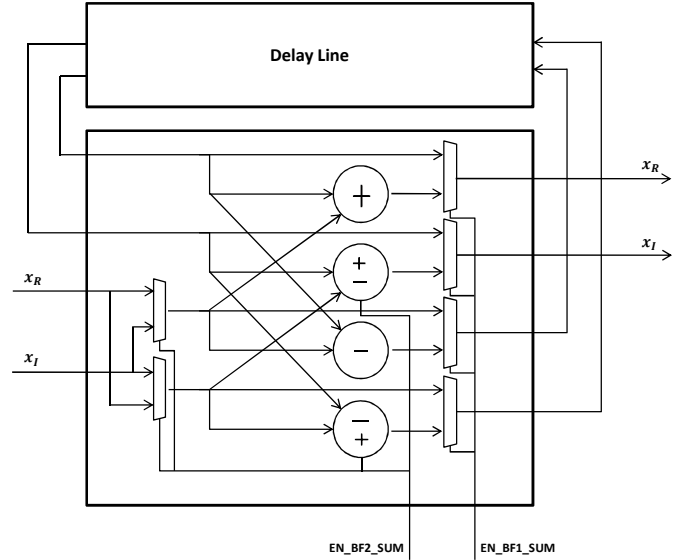 Delay Line
x_R
x_I
+
+
−
−
−
+
x_R
x_I
EN_BF2_SUM
EN_BF1_SUM